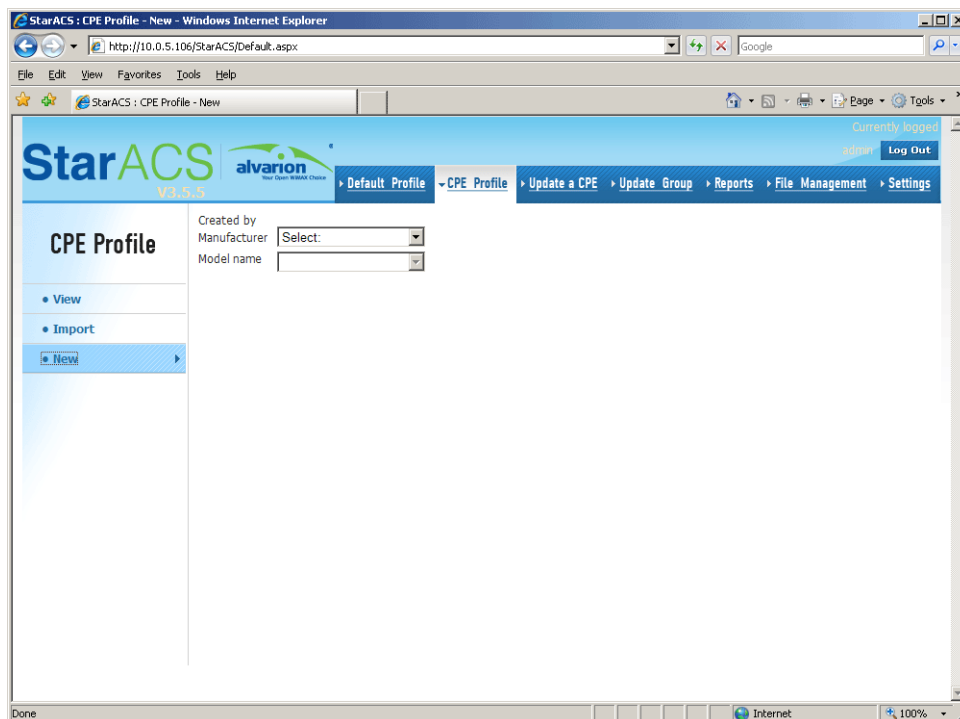 StarACS : CPE Profile - New - Windows Internet Explorer
http://10.0.5.106/StarACS/Default.aspx
Google
File Edit View Favorites Tools Help
StarACS : CPE Profile - New
Page Tools
Currently logged
admin Log Out
StarACS
V3.5.5
alvarion
Your Open WiMAX Choice
Default Profile CPE Profile Update a CPE Update Group Reports File Management Settings
CPE Profile
View
Import
New
Created by
Manufacturer Select:
Model name
Done Internet 100%